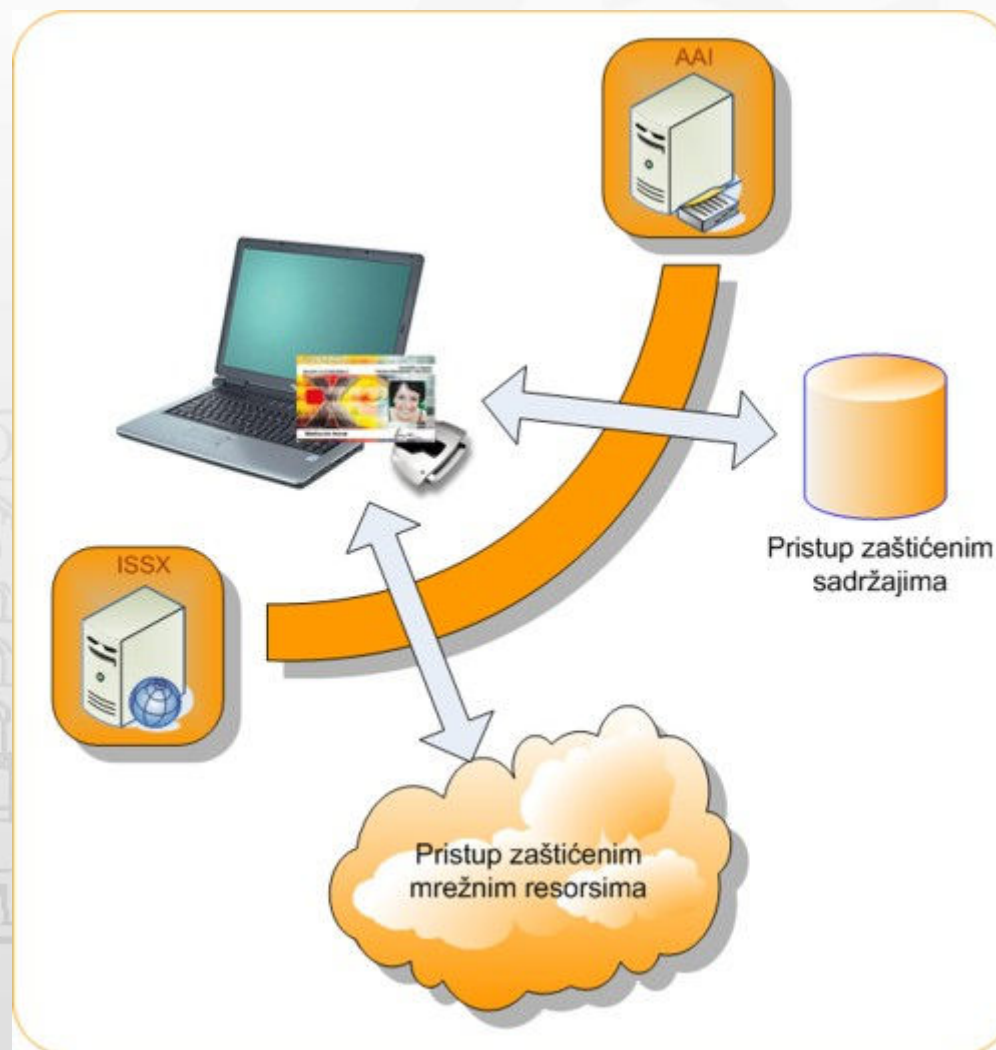 AAI
Pristup zaštićenim
sadržajima
ISSX
Pristup zaštićenim
mrežnim resorsima